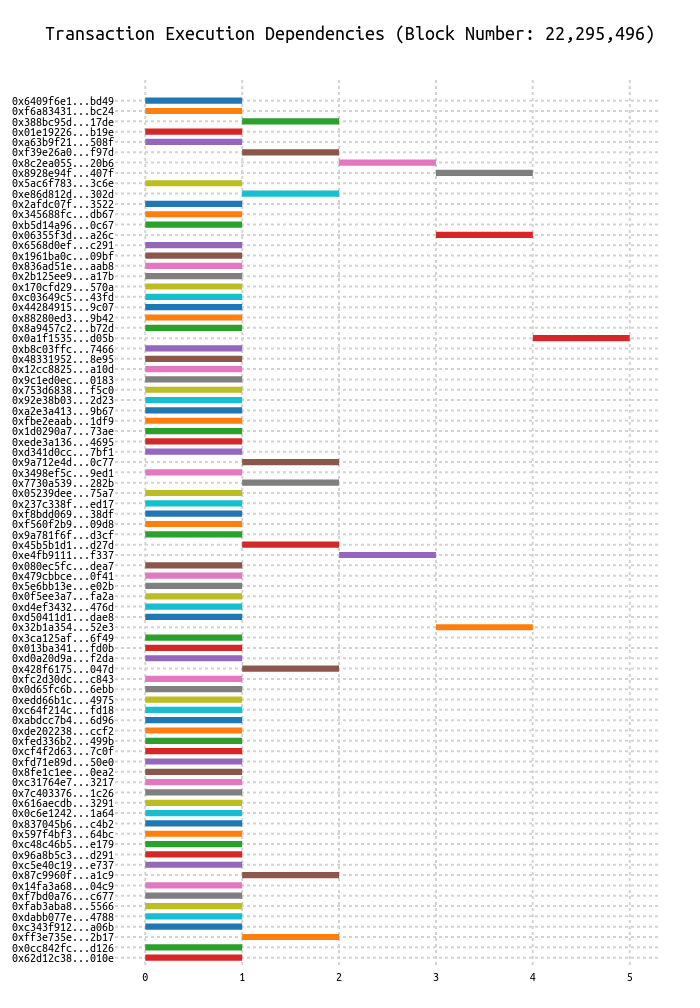 Transaction Execution Dependencies (Block Number: 22,295,496)
0x6409f6e1...bd49
0xf6a83431...bc24
0x388bc95d...17de
0x01e19226...b19e
0xa63b9f21...508f
0xf39e26a0...f97d
0x8c2ea055...20b6
0x8928e94f...407f
0x5ac6f783...3c6e
0xe86d812d...302d
0x2afdc07f...3522
0x345688fc...db67
0xb5d14a96...0c67
0x06355f3d...a26c
0x6568d0ef...c291
0x1961ba0c...09bf
0x836ad51e...aab8
0x2b125ee9...a17b
0x170cfd29...570a
0xc03649c5...43fd
0x44284915...9c07
0x88280ed3...9b42
0x8a9457c2...b72d
0x0a1f1535...d05b
0xb8c03ffc...7466
0x48331952...8e95
0x12cc8825...a10d
0x9c1ed0ec...0183
0x753d6838...f5c0
0x92e38b03...2d23
0xa2e3a413...9b67
0xfbe2eaab...1df9
0x1d0290a7...73ae
0xede3a136...4695
0xd341d0cc...7bf1
0x9a712e4d...0c77
0x3498ef5c...9ed1
0x7730a539...282b
0x05239dee...75a7
0x237c338f...ed17
0xf8bdd069...38df
0xf560f2b9...09d8
0x9a781f6f...d3cf
0x45b5b1d1...d27d
0xe4fb9111...f337
0x080ec5fc...dea7
0x479cbbce...0f41
0x5e6bb13e...e02b
0x0f5ee3a7...fa2a
0xd4ef3432...476d
0xd50411d1...dae8
0x32b1a354...52e3
0x3ca125af...6f49
0x013ba341...fd0b
0xd0a20d9a...f2da
0x428f6175...047d
0xfc2d30dc...c843
0x0d65fc6b...6ebb
0xedd66b1c...4975
0xc64f214c...fd18
0xabdcc7b4...6d96
0xde202238...ccf2
0xfed336b2...499b
0xcf4f2d63...7c0f
0xfd71e89d...50e0
0x8fe1c1ee...0ea2
0xc31764e7...3217
0x7c403376...1c26
0x616aecdb...3291
0x0c6e1242...1a64
0x837045b6...c4b2
0x597f4bf3...64bc
0xc48c46b5...e179
0x96a8b5c3...d291
0xc5e40c19...e737
0x87c9960f...a1c9
0x14fa3a68...04c9
0xf7bd0a76...c677
0xfab3aba8...5566
0xdabb077e...4788
0xc343f912...a06b
0xff3e735e...2b17
0x0cc842fc...d126
0x62d12c38...010e
0 1 2 3 4 5